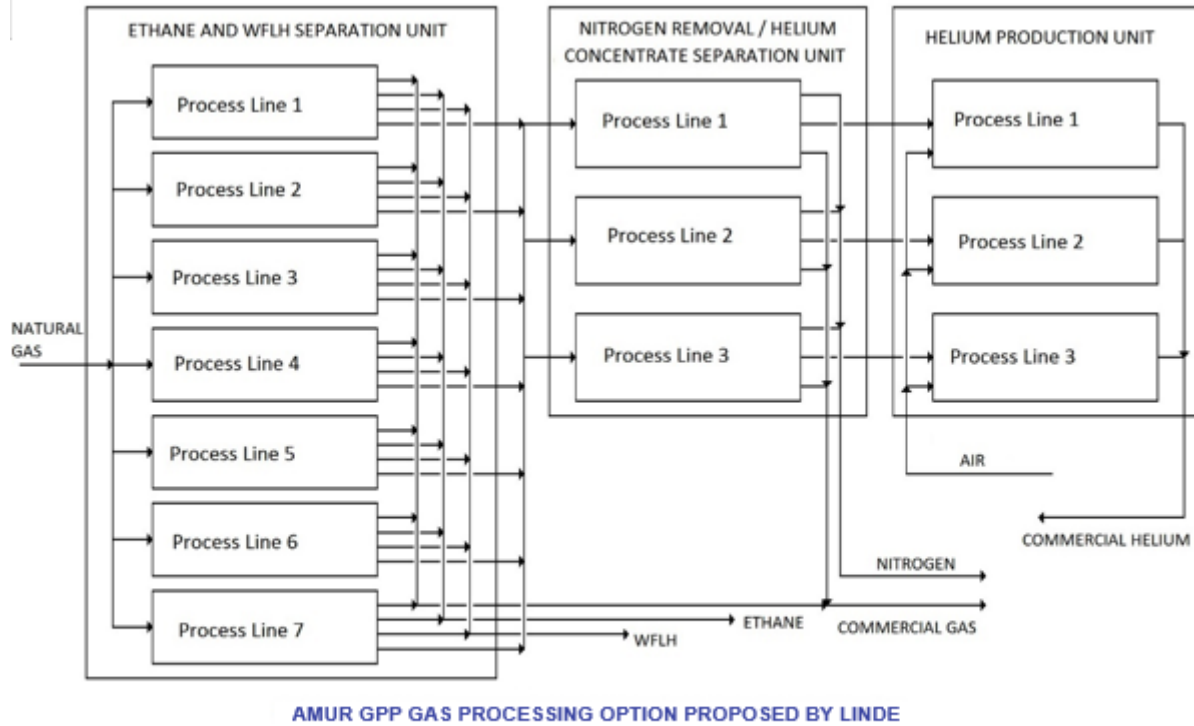 ETHANE AND WFLH SEPARATION UNIT
Process Line 1
Process Line 2
Process Line 3
Process Line 4
Process Line 5
Process Line 6
Process Line 7
NATURAL
GAS
NITROGEN REMOVAL / HELIUM
CONCENTRATE SEPARATION UNIT
Process Line 1
Process Line 2
Process Line 3
HELIUM PRODUCTION UNIT
Process Line 1
Process Line 2
Process Line 3
AIR
COMMERCIAL HELIUM
NITROGEN
COMMERCIAL GAS
ETHANE
WFLH
AMUR GPP GAS PROCESSING OPTION PROPOSED BY LINDE